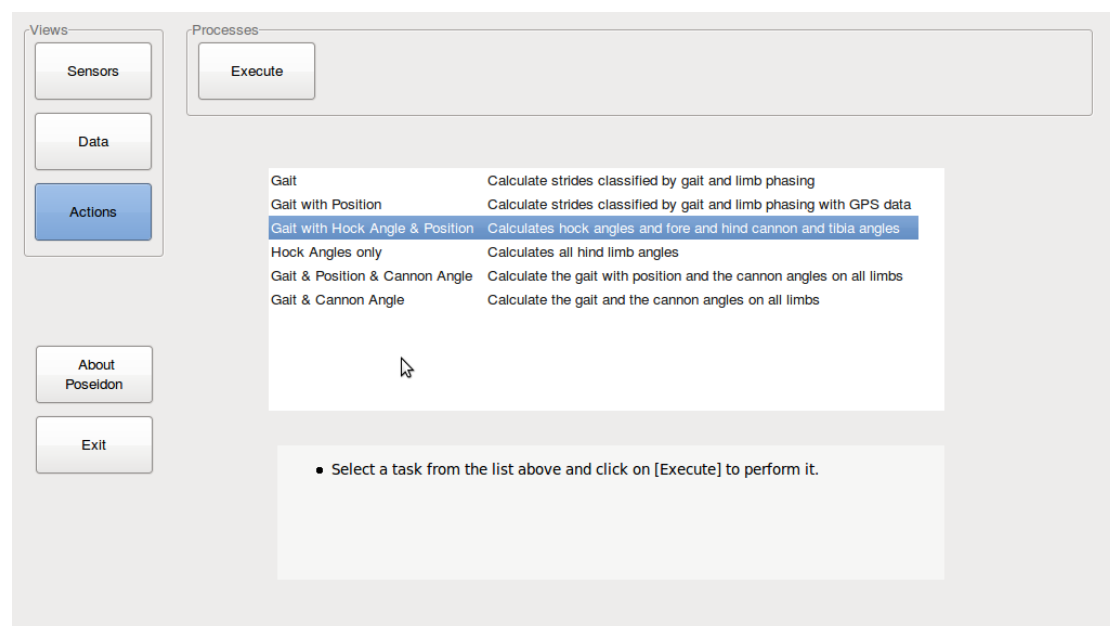 Views
Processes
Sensors
Execute
Data
Actions
Gait Calculate strides classified by gait and limb phasing
Gait with Position Calculate strides classified by gait and limb phasing with GPS data
Gait with Hock Angle & Position Calculates hock angles and fore and hind cannon and tibia angles
Hock Angles only Calculates all hind limb angles
Gait & Position & Cannon Angle Calculate the gait with position and the cannon angles on all limbs
Gait & Cannon Angle Calculate the gait and the cannon angles on all limbs
About
Poseidon
Exit
• Select a task from the list above and click on [Execute] to perform it.